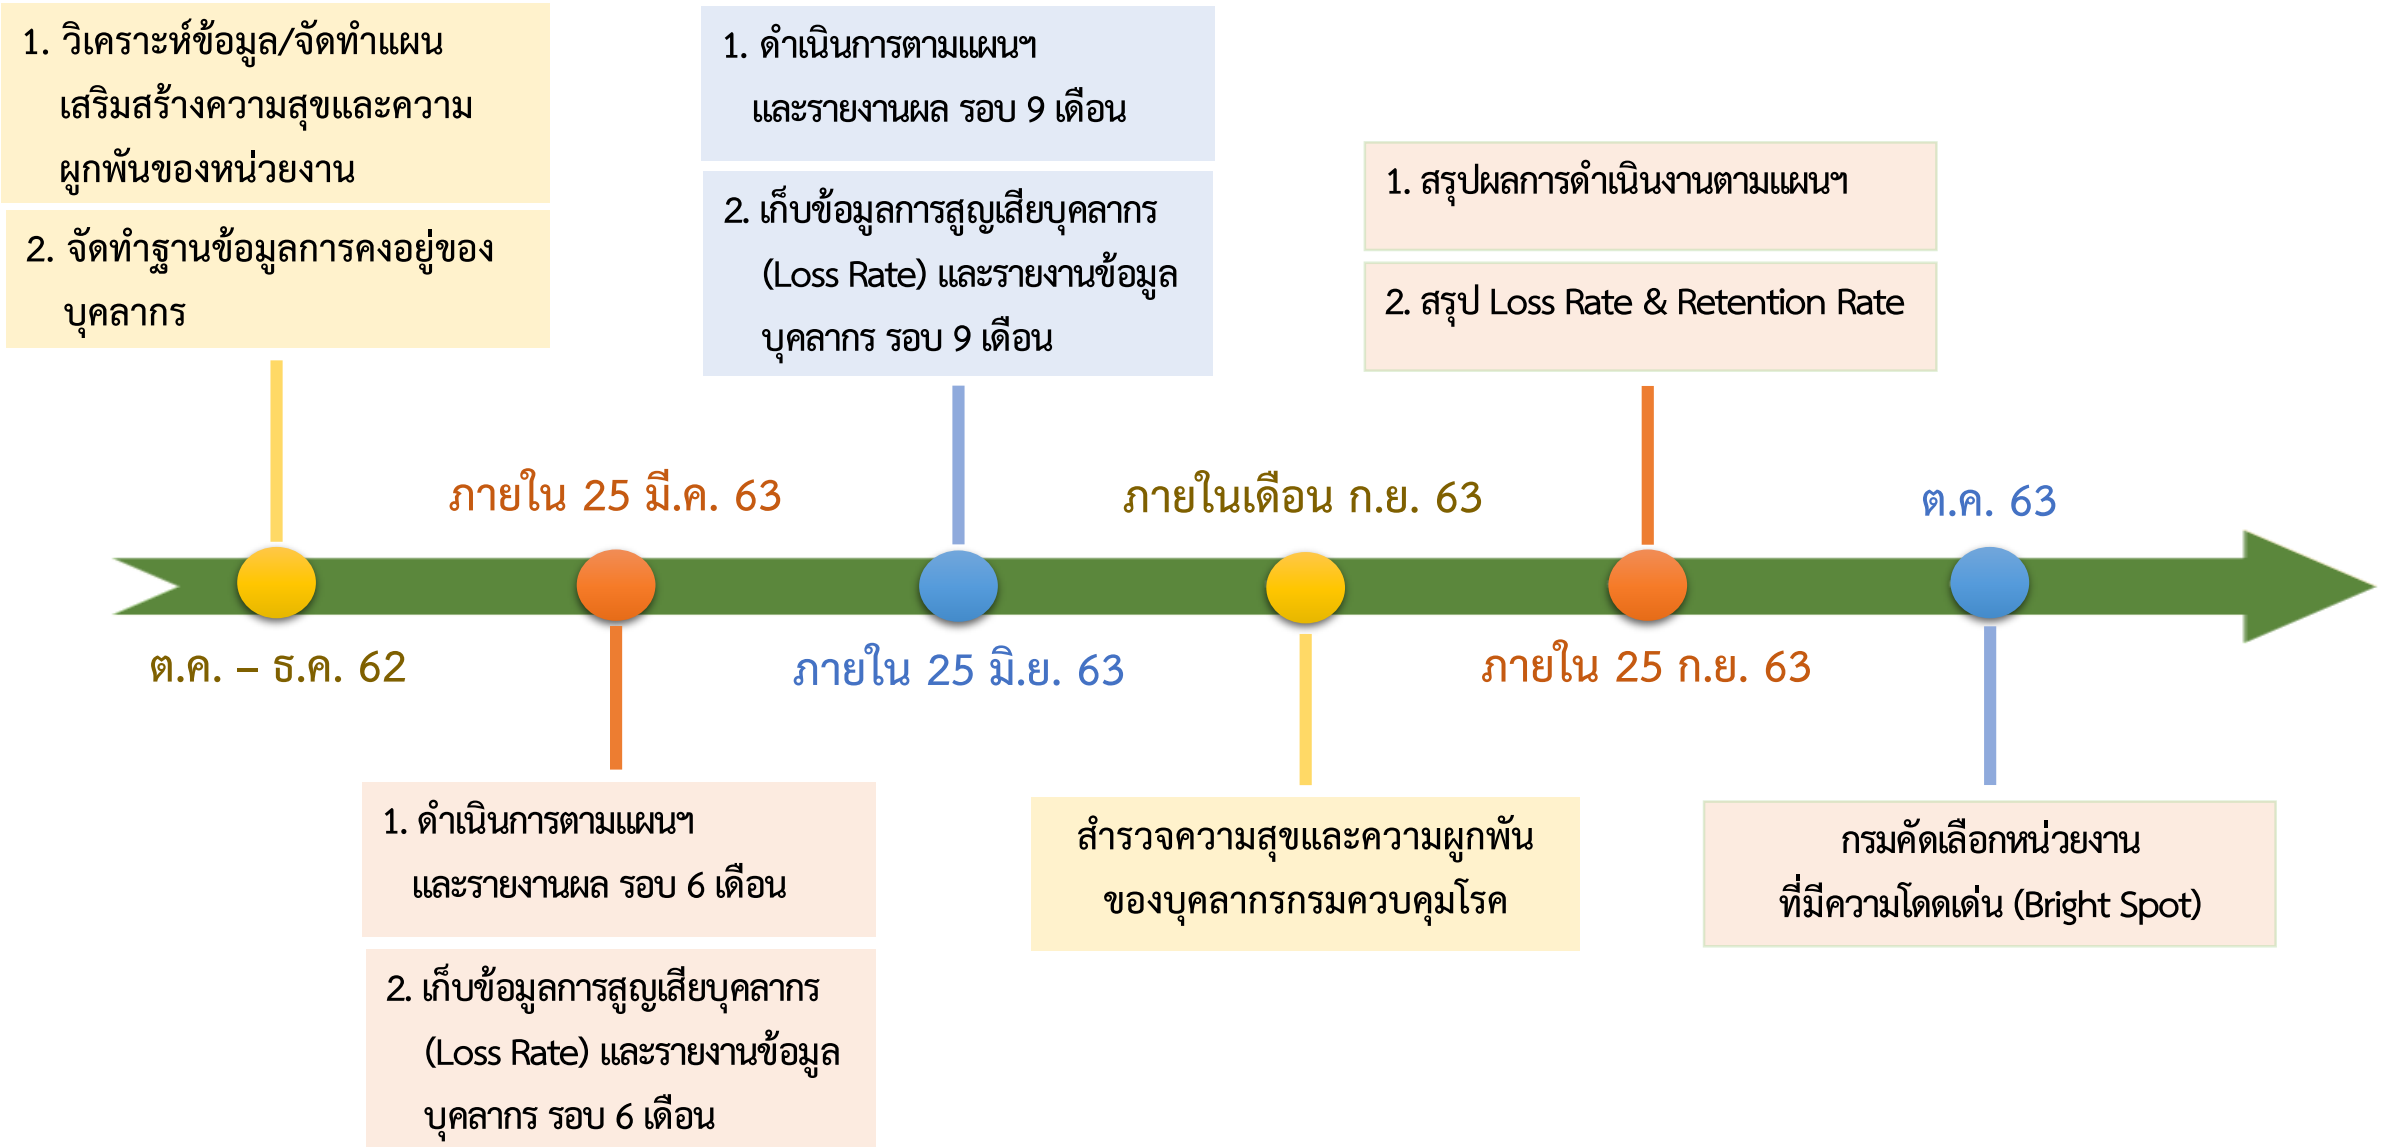 1. วิเคราะห์ข้อมูล/จัดทำแผน
เสริมสร้างความสุขและความ
ผูกพันของหน่วยงาน
2. จัดทำฐานข้อมูลการคงอยู่ของ
บุคลากร
ต.ค. – ธ.ค. 62
ภายใน 25 มี.ค. 63
1. ดำเนินการตามแผนฯ
และรายงานผล รอบ 6 เดือน
2. เก็บข้อมูลการสูญเสียบุคลากร
(Loss Rate) และรายงานข้อมูล
บุคลากร รอบ 6 เดือน
1. ดำเนินการตามแผนฯ
และรายงานผล รอบ 9 เดือน
2. เก็บข้อมูลการสูญเสียบุคลากร
(Loss Rate) และรายงานข้อมูล
บุคลากร รอบ 9 เดือน
ภายใน 25 มิ.ย. 63
ภายในเดือน ก.ย. 63
สำรวจความสุขและความผูกพัน
ของบุคลากรกรมควบคุมโรค
1. สรุปผลการดำเนินงานตามแผนฯ
2. สรุป Loss Rate & Retention Rate
ภายใน 25 ก.ย. 63
ต.ค. 63
กรมคัดเลือกหน่วยงาน
ที่มีความโดดเด่น (Bright Spot)